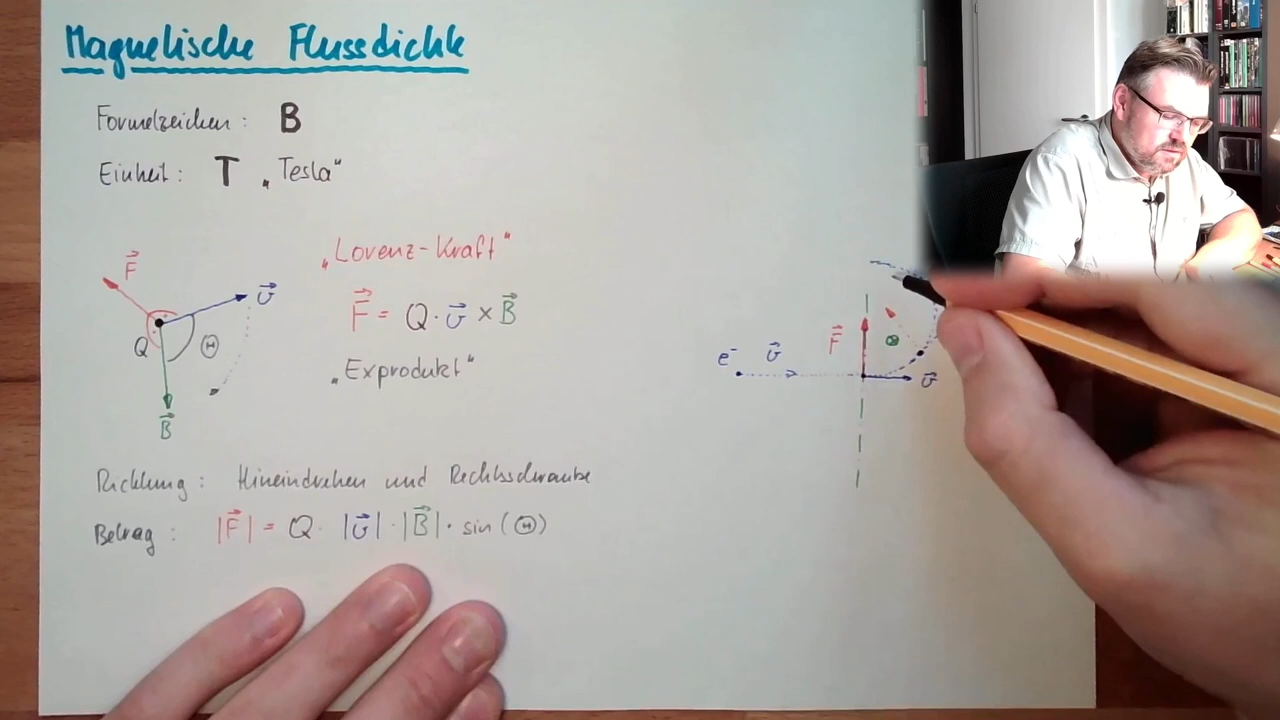 Magnetische Flussdichte
Formelzeichen: B
Einheit: T „Tesla"
„Lorenz-Kraft"
F⃗ v⃗
F⃗ = Q · v⃗ × B⃗
Q Θ
„Exprodukt"
B⃗
e⁻ v⃗ F⃗ ⊗ v⃗
Richtung: Hineindrehen und Rechtsschraube
Betrag: |F⃗| = Q · |v⃗| · |B⃗| · sin(Θ)